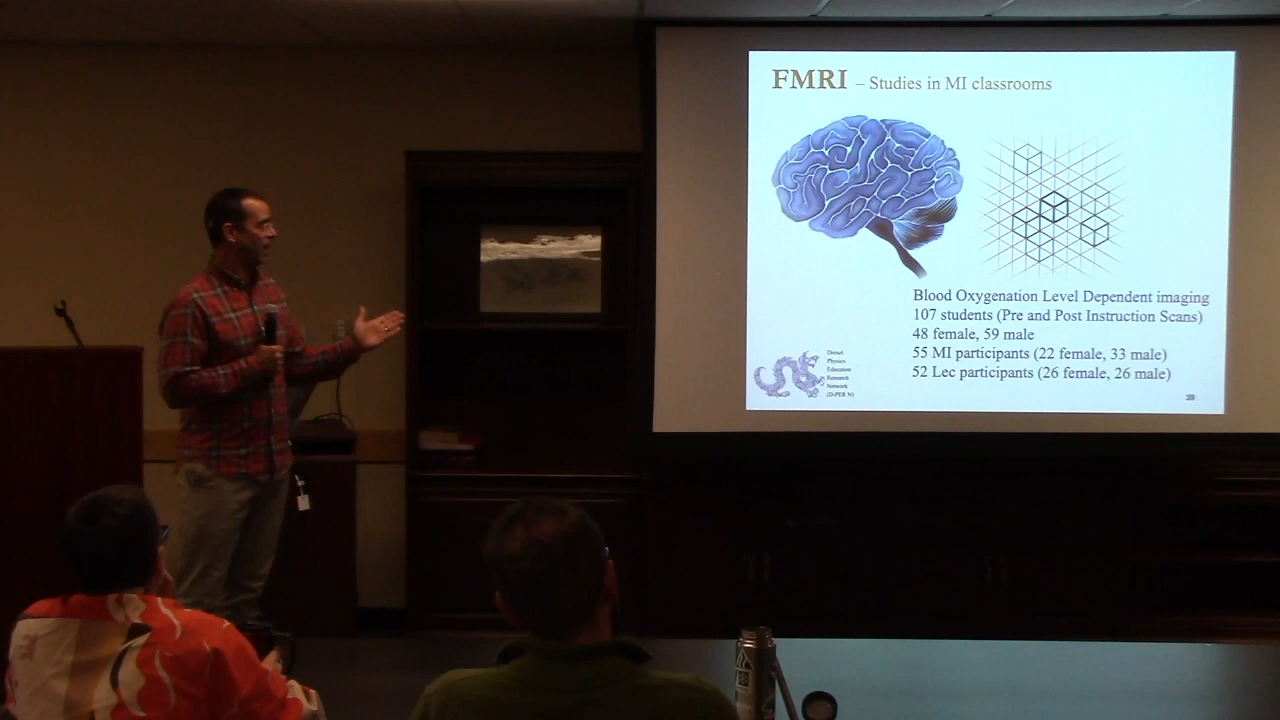 FMRI – Studies in MI classrooms
Blood Oxygenation Level Dependent imaging
107 students (Pre and Post Instruction Scans)
48 female, 59 male
55 MI participants (22 female, 33 male)
52 Lec participants (26 female, 26 male)
Drexel
Physics
Education
Research
Network
(D-PER N)
39